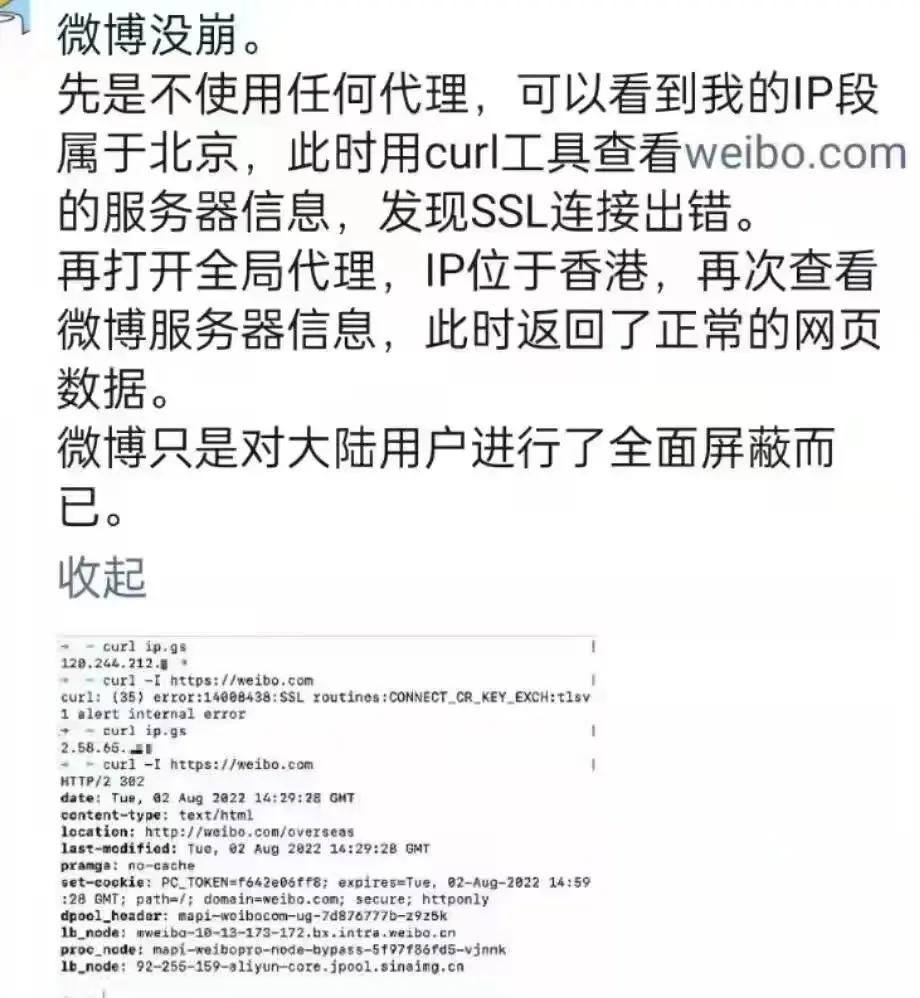 微博没崩。
先是不使用任何代理，可以看到我的IP段
属于北京，此时用curl工具查看weibo.com
的服务器信息，发现SSL连接出错。
再打开全局代理，IP位于香港，再次查看
微博服务器信息，此时返回了正常的网页
数据。
微博只是对大陆用户进行了全面屏蔽而
已。
收起
→ ~ curl ip.gs
120.244.212.
→ ~ curl -I https://weibo.com
curl: (35) error:14008438:SSL routines:CONNECT_CR_KEY_EXCH:tlsv
1 alert internal error
→ ~ curl ip.gs
2.58.65.
→ ~ curl -I https://weibo.com
HTTP/2 302
date: Tue, 02 Aug 2022 14:29:28 GMT
content-type: text/html
location: http://weibo.com/overseas
last-modified: Tue, 02 Aug 2022 14:29:28 GMT
pramga: no-cache
set-cookie: PC_TOKEN=f642e06ff8; expires=Tue, 02-Aug-2022 14:59
:28 GMT; path=/; domain=weibo.com; secure; httponly
dpool_header: mapi-weibocom-ug-7d876777b-z9z5k
lb_node: mweibo-10-13-173-172.bx.intra.weibo.cn
proc_node: mapi-weibopro-node-bypass-5f97f86fd5-vjnnk
lb_node: 92-255-159-aliyun-core.jpool.sinaimg.cn